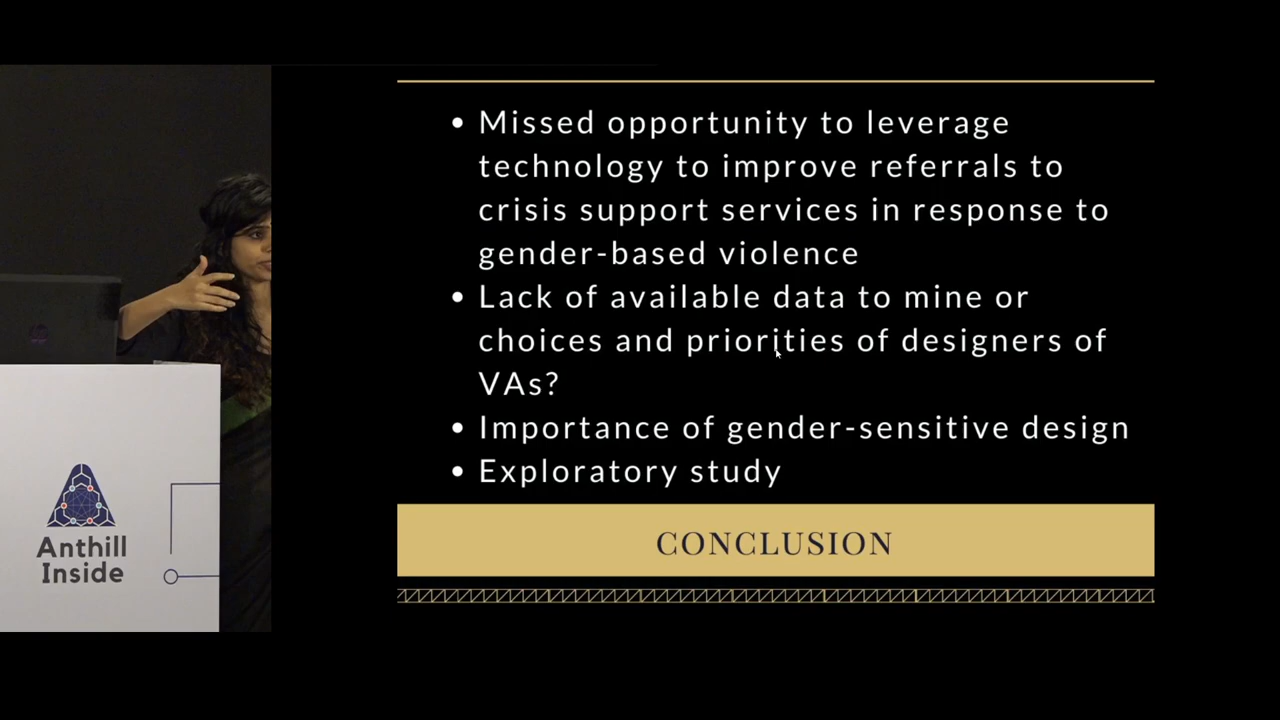 • Missed opportunity to leverage
technology to improve referrals to
crisis support services in response to
gender-based violence
• Lack of available data to mine or
choices and priorities of designers of
VAs?
• Importance of gender-sensitive design
• Exploratory study
CONCLUSION
Anthill
Inside